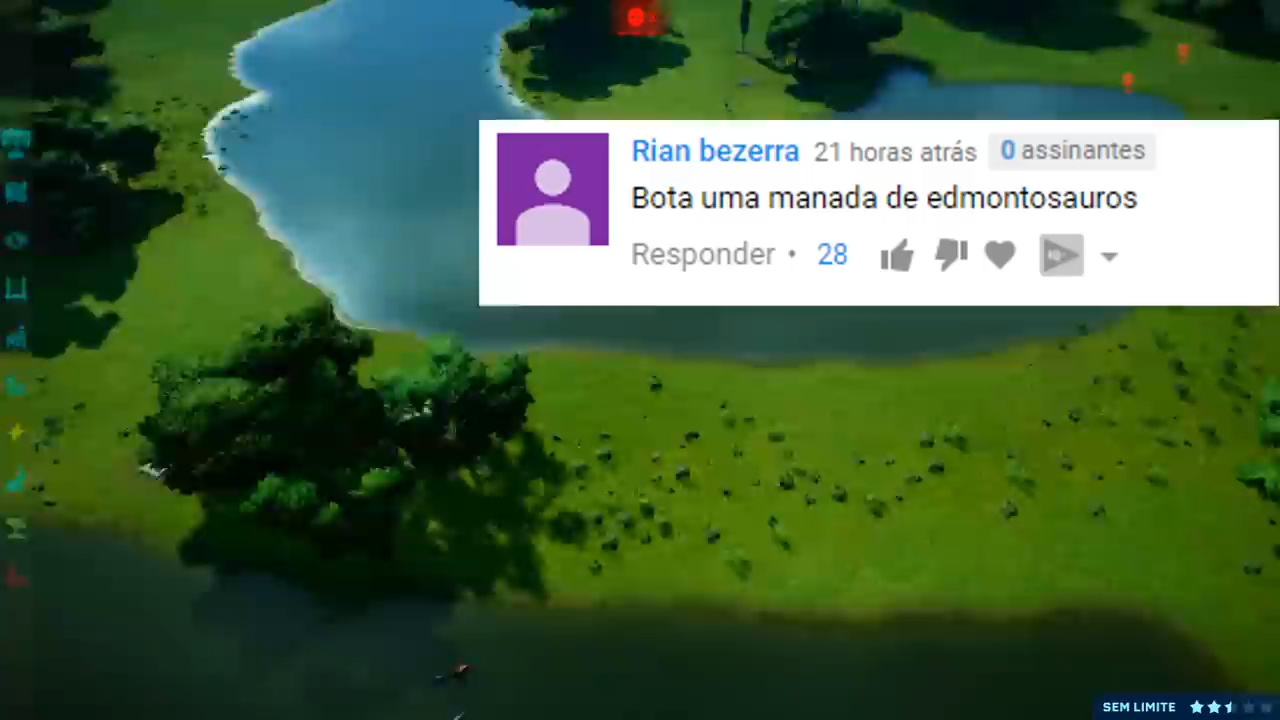 Rian bezerra 21 horas atrás 0 assinantes
Bota uma manada de edmontosauros
Responder • 28
SEM LIMITE